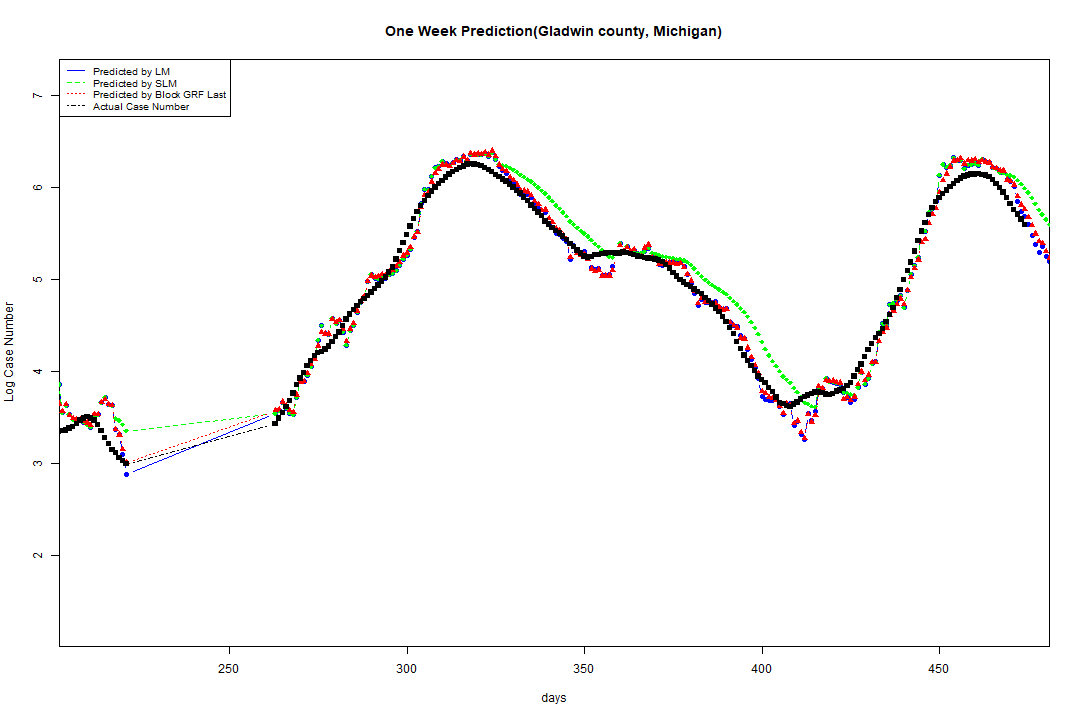 One Week Prediction(Gladwin county, Michigan)
Predicted by LM
Predicted by SLM
Predicted by Block GRF Last
Actual Case Number
Log Case Number
7
6
5
4
3
2
250
300
350
400
450
days